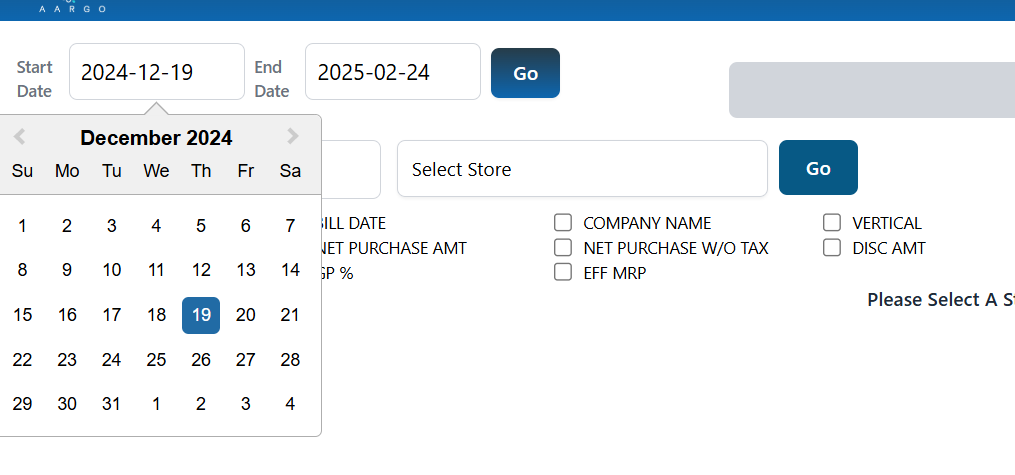 AARGO
Start Date
2024-12-19
End Date
2025-02-24
Go
December 2024
Su Mo Tu We Th Fr Sa
1 2 3 4 5 6 7
8 9 10 11 12 13 14
15 16 17 18 19 20 21
22 23 24 25 26 27 28
29 30 31 1 2 3 4
Select Store
Go
BILL DATE
COMPANY NAME
VERTICAL
NET PURCHASE AMT
NET PURCHASE W/O TAX
DISC AMT
GP %
EFF MRP
Please Select A